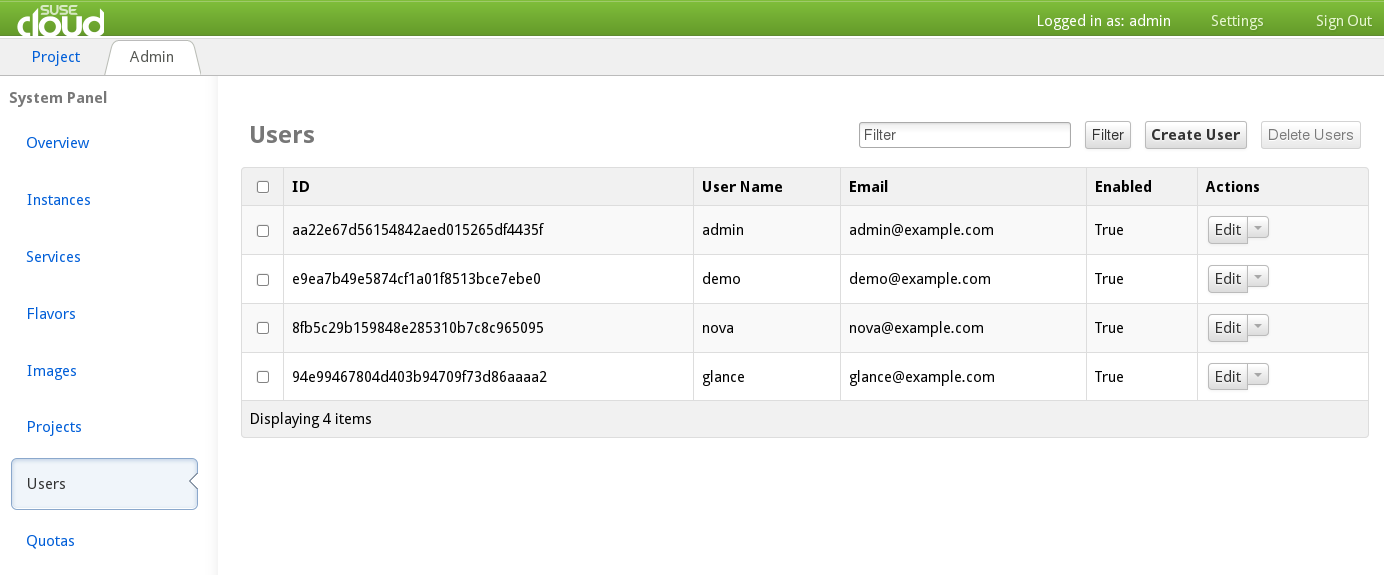 SUSE
cloud
Logged in as: admin Settings Sign Out
Project Admin
System Panel
Overview
Instances
Services
Flavors
Images
Projects
Users
Quotas
Users Filter Filter Create User Delete Users
ID User Name Email Enabled Actions
aa22e67d56154842aed015265df4435f admin admin@example.com True Edit
e9ea7b49e5874cf1a01f8513bce7ebe0 demo demo@example.com True Edit
8fb5c29b159848e285310b7c8c965095 nova nova@example.com True Edit
94e99467804d403b94709f73d86aaaa2 glance glance@example.com True Edit
Displaying 4 items